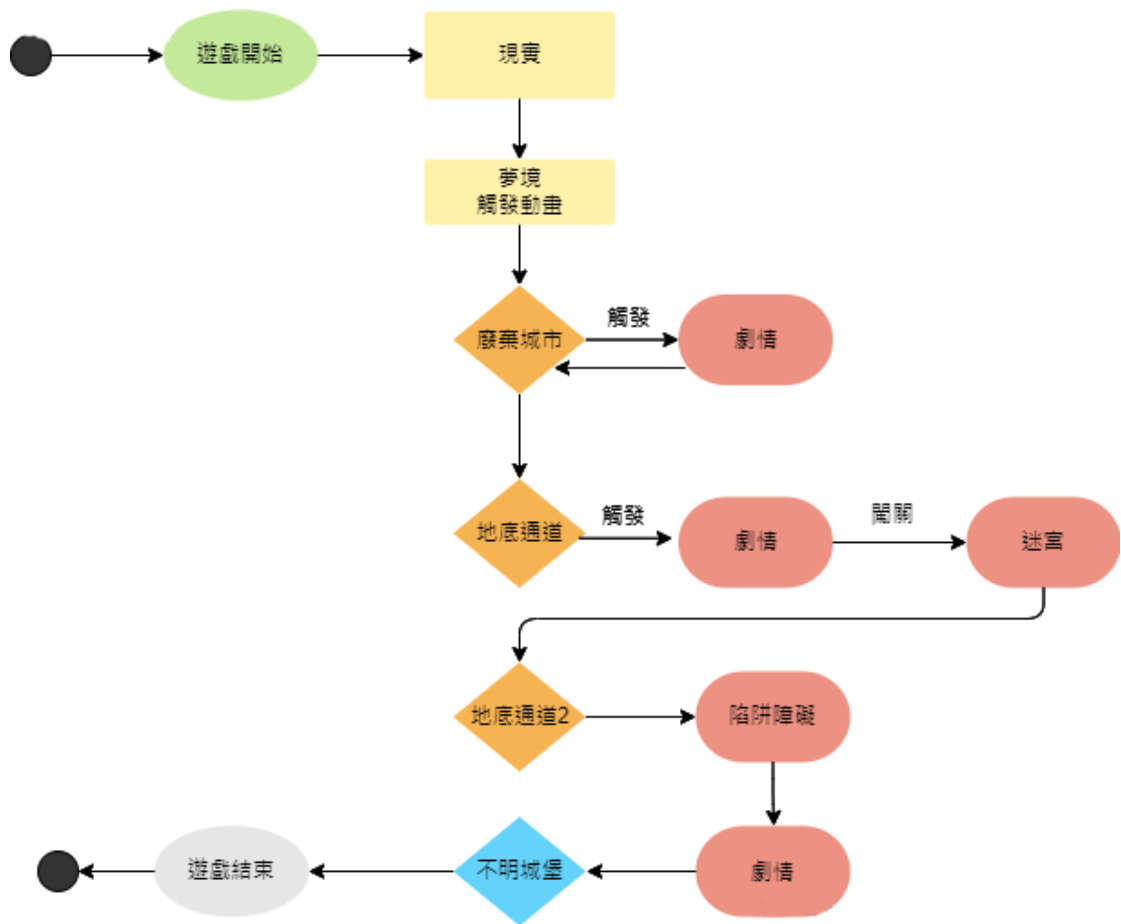 遊戲開始
現實
夢境
觸發動畫
廢棄城市
觸發
劇情
地底通道
觸發
劇情
闖關
迷宮
地底通道2
陷阱障礙
劇情
不明城堡
遊戲結束